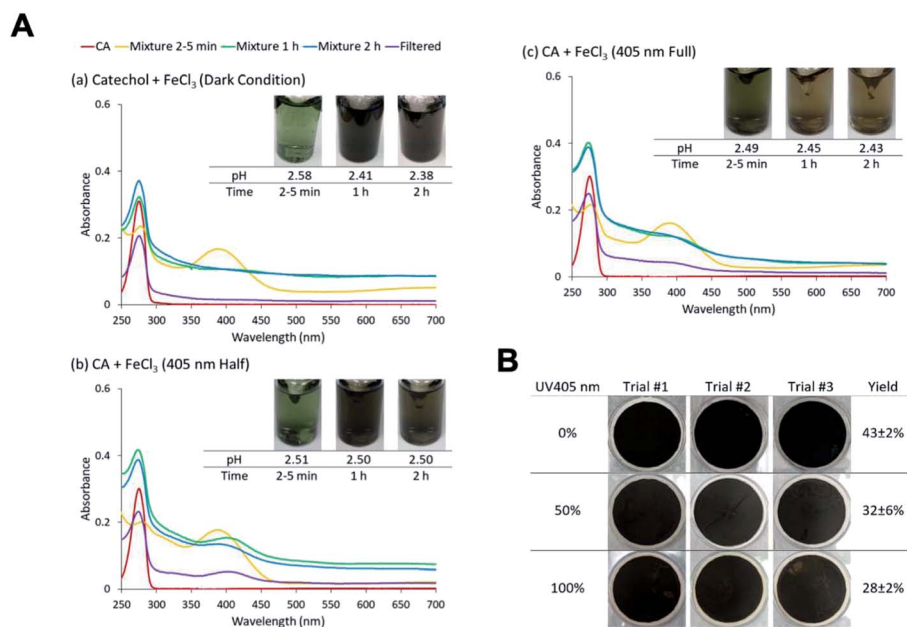 A
CA Mixture 2-5 min Mixture 1 h Mixture 2 h Filtered
(a) Catechol + FeCl₃ (Dark Condition)
0.6
0.4
0.2
0
Absorbance
pH 2.58 2.41 2.38
Time 2-5 min 1 h 2 h
250 300 350 400 450 500 550 600 650 700
Wavelength (nm)
(b) CA + FeCl₃ (405 nm Half)
0.6
0.4
0.2
0
Absorbance
pH 2.51 2.50 2.50
Time 2-5 min 1 h 2 h
250 300 350 400 450 500 550 600 650 700
Wavelength (nm)
(c) CA + FeCl₃ (405 nm Full)
0.6
0.4
0.2
0
Absorbance
pH 2.49 2.45 2.43
Time 2-5 min 1 h 2 h
250 300 350 400 450 500 550 600 650 700
Wavelength (nm)
B
UV405 nm Trial #1 Trial #2 Trial #3 Yield
0% 43±2%
50% 32±6%
100% 28±2%